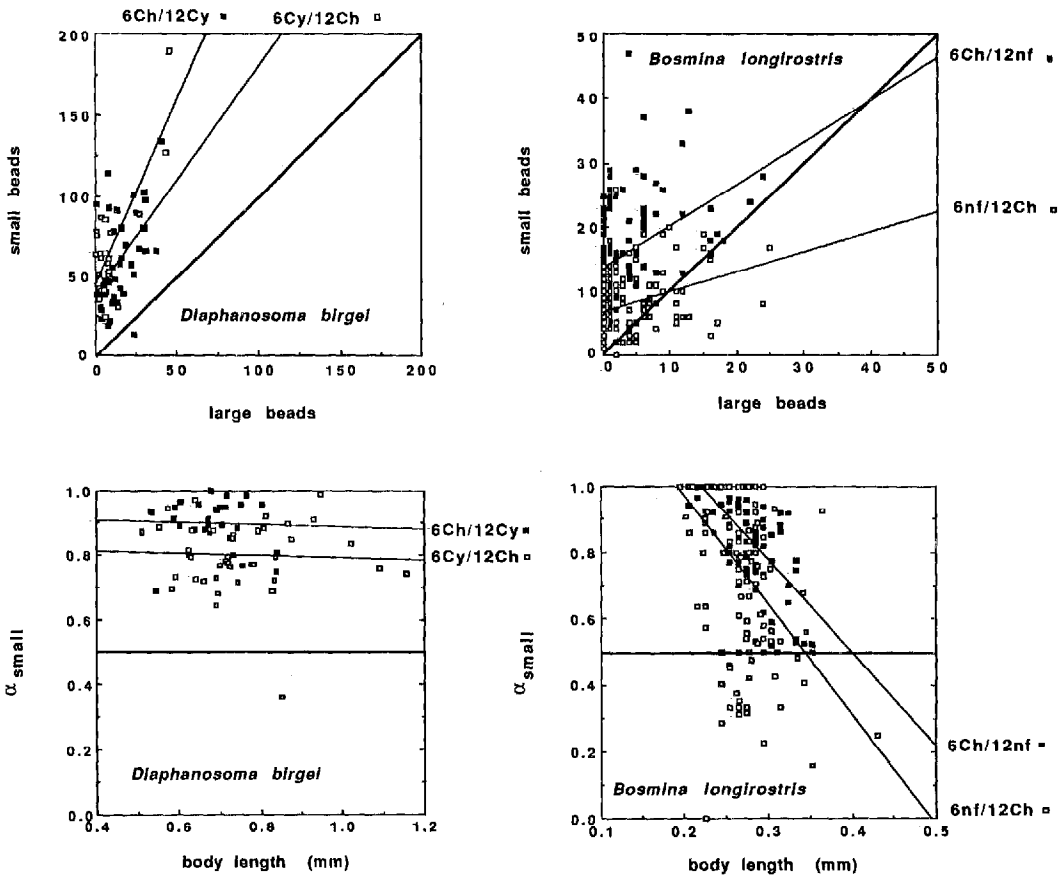 6Ch/12Cy
6Cy/12Ch
200
150
100
50
0
small beads
Diaphanosoma birgei
0
50
100
150
200
large beads
50
40
30
20
10
0
small beads
Bosmina longirostris
6Ch/12nf
6nf/12Ch
0
10
20
30
40
50
large beads
1.0
0.8
0.6
0.4
0.2
0.0
α small
6Ch/12Cy
6Cy/12Ch
Diaphanosoma birgei
0.4
0.6
0.8
1.0
1.2
body length (mm)
1.0
0.8
0.6
0.4
0.2
0.0
α small
6Ch/12nf
6nf/12Ch
Bosmina longirostris
0.1
0.2
0.3
0.4
0.5
body length (mm)